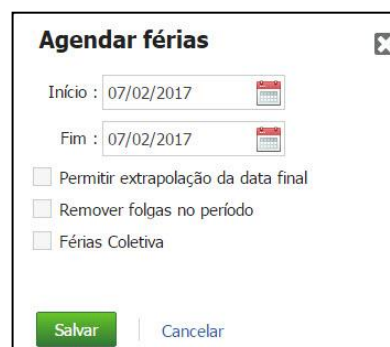 Agendar férias
Início : 07/02/2017
Fim : 07/02/2017
Permitir extrapolação da data final
Remover folgas no período
Férias Coletiva
Salvar Cancelar